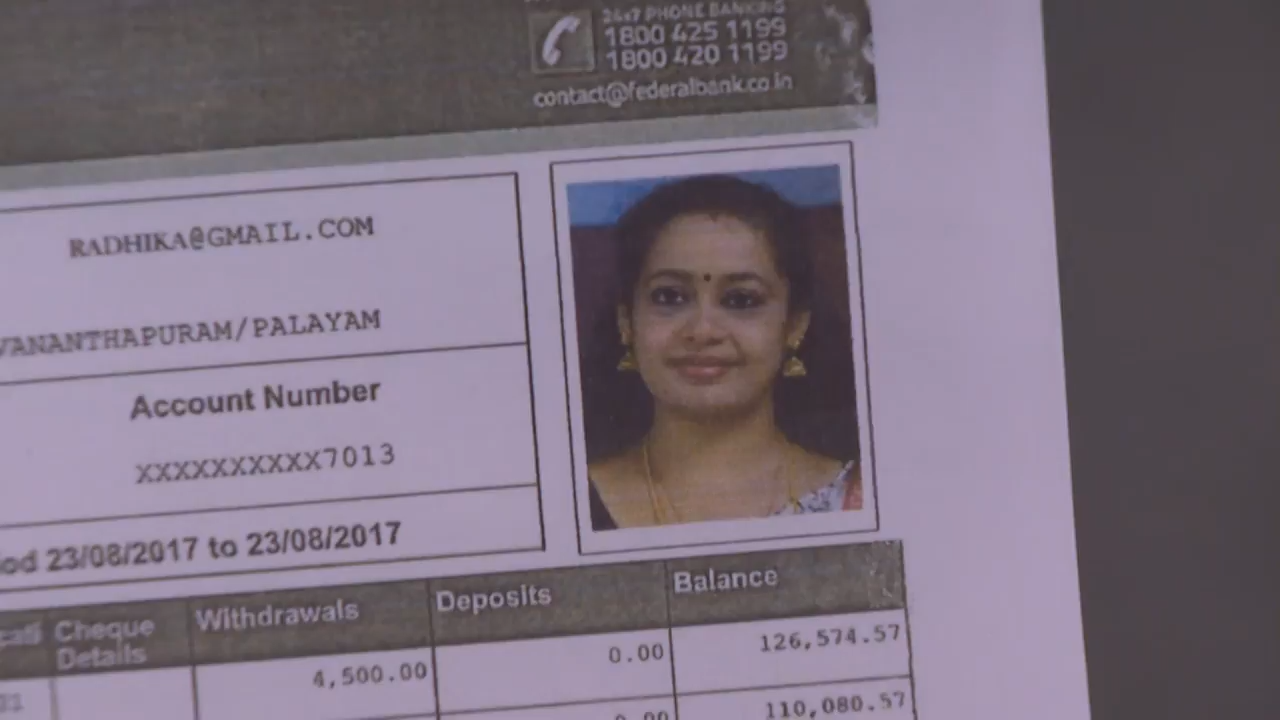 24x7 PHONE BANKING
1800 425 1199
1800 420 1199
contact@federalbank.co.in
RADHIKA@GMAIL.COM
VANANTHAPURAM/PALAYAM
Account Number
XXXXXXXXXX7013
23/08/2017 to 23/08/2017
Cheque Details Withdrawals Deposits Balance
4,500.00 0.00 126,574.57
0.00 110,080.57